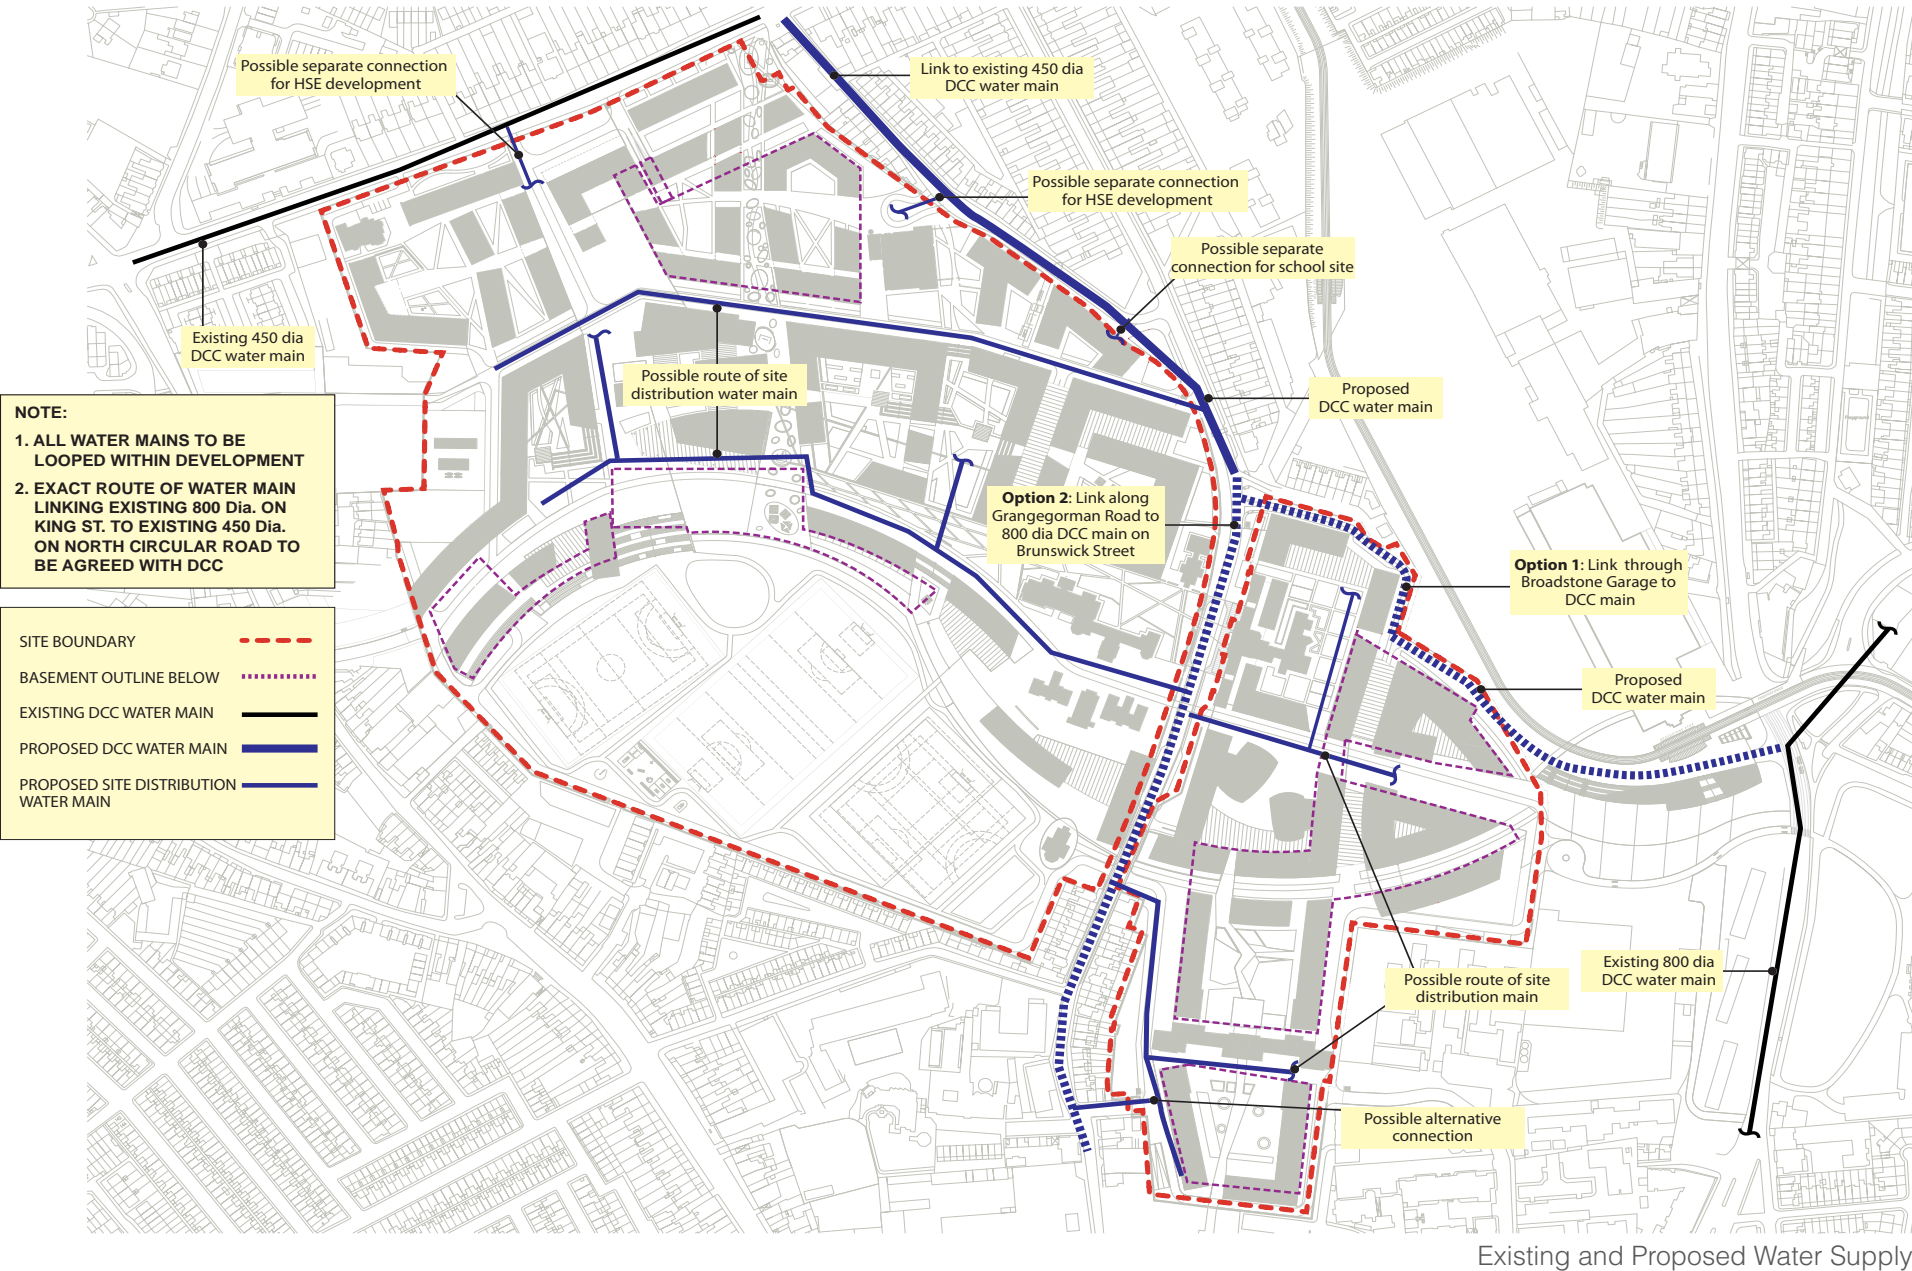 Possible separate connection
for HSE development
Link to existing 450 dia
DCC water main
Possible separate connection
for HSE development
Possible separate
connection for school site
Existing 450 dia
DCC water main
Possible route of site
distribution water main
Proposed
DCC water main
NOTE:
1. ALL WATER MAINS TO BE
LOOPED WITHIN DEVELOPMENT
2. EXACT ROUTE OF WATER MAIN
LINKING EXISTING 800 Dia. ON
KING ST. TO EXISTING 450 Dia.
ON NORTH CIRCULAR ROAD TO
BE AGREED WITH DCC
Option 2: Link along
Grangegorman Road to
800 dia DCC main on
Brunswick Street
Option 1: Link through
Broadstone Garage to
DCC main
SITE BOUNDARY
BASEMENT OUTLINE BELOW
EXISTING DCC WATER MAIN
PROPOSED DCC WATER MAIN
PROPOSED SITE DISTRIBUTION
WATER MAIN
Proposed
DCC water main
Existing 800 dia
DCC water main
Possible route of site
distribution main
Possible alternative
connection
Existing and Proposed Water Supply